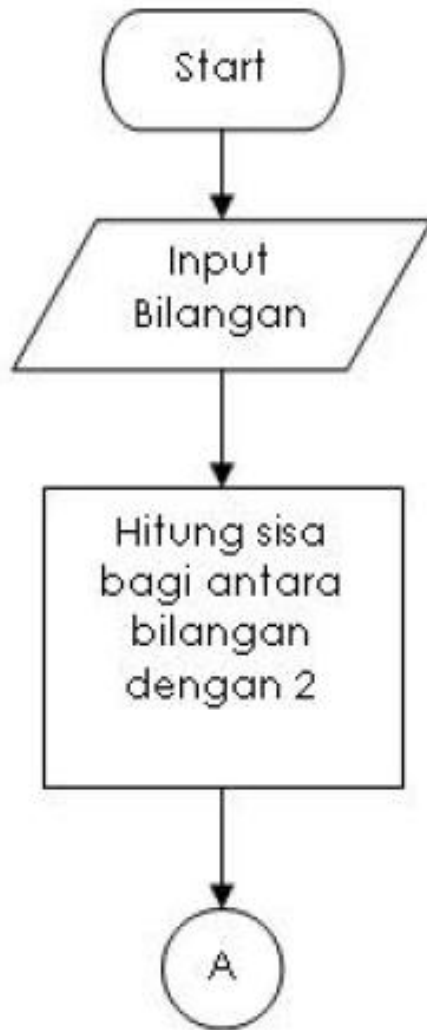 Start
Input
Bilangan
Hitung sisa
bagi antara
bilangan
dengan 2
A